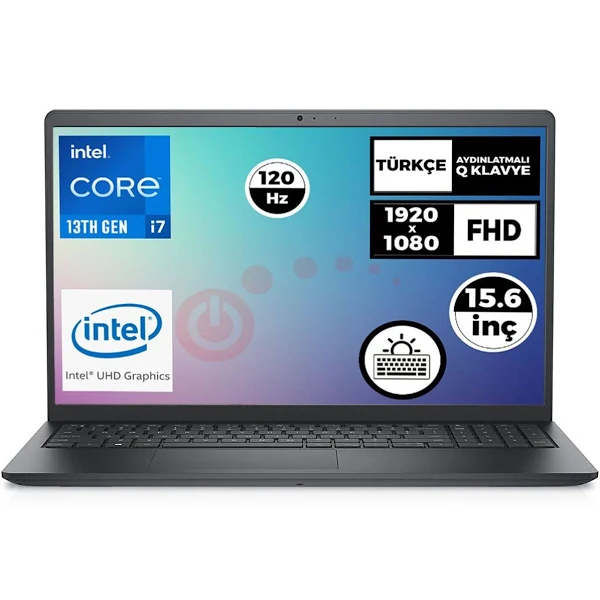 intel.
CORE
13TH GEN i7
120
Hz
TÜRKÇE
AYDINLATMALI
Q KLAVYE
1920
x
1080
FHD
15.6
inç
intel
Intel® UHD Graphics